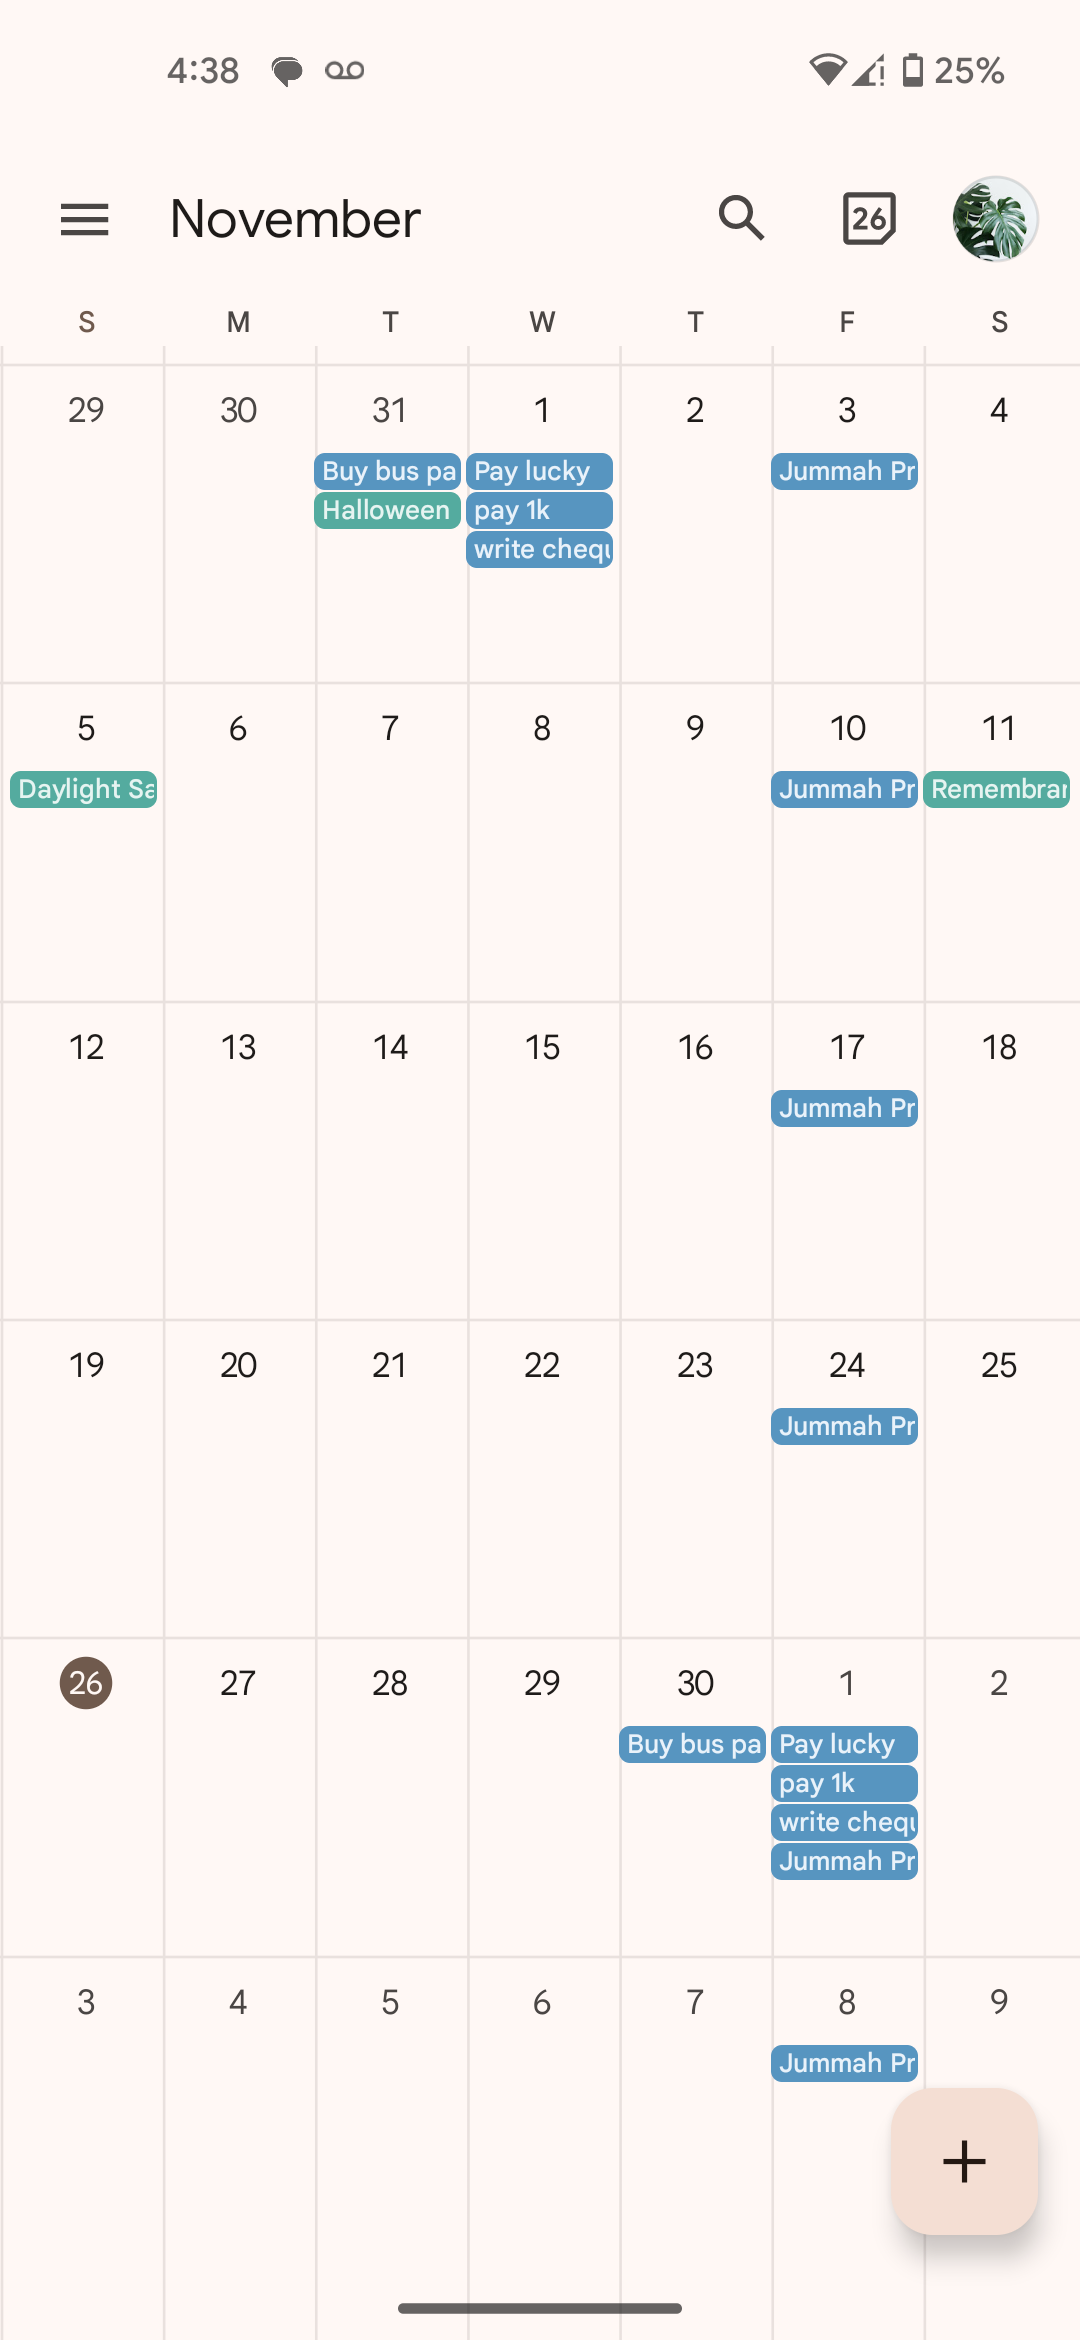 4:38 25%
November 26
S M T W T F S
29 30 31 1 2 3 4
Buy bus pa Pay lucky Jummah Pr
Halloween pay 1k
write chequ
5 6 7 8 9 10 11
Daylight Sa Jummah Pr Remembran
12 13 14 15 16 17 18
Jummah Pr
19 20 21 22 23 24 25
Jummah Pr
26 27 28 29 30 1 2
Buy bus pa Pay lucky
pay 1k
write chequ
Jummah Pr
3 4 5 6 7 8 9
Jummah Pr